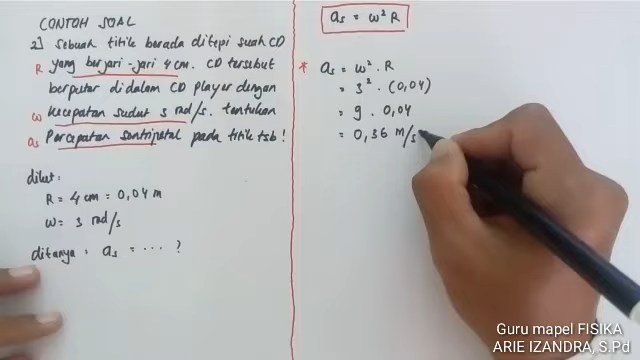 CONTOH SOAL
2] Sebuah titik berada ditepi suah CD
R yang berjari-jari 4 cm. CD tersebut
berputar didalam CD player dengan
ω kecepatan sudut 3 rad/s. tentukan
as Percepatan sentripetal pada titik tsb!
diket:
R = 4 cm = 0,04 m
ω = 3 rad/s
ditanya : as = .... ?
as = ω² R
* as = ω² . R
= 3² . (0,04)
= 9 . 0,04
= 0,36 m/s
Guru mapel FISIKA
ARIE IZANDRA, S.Pd